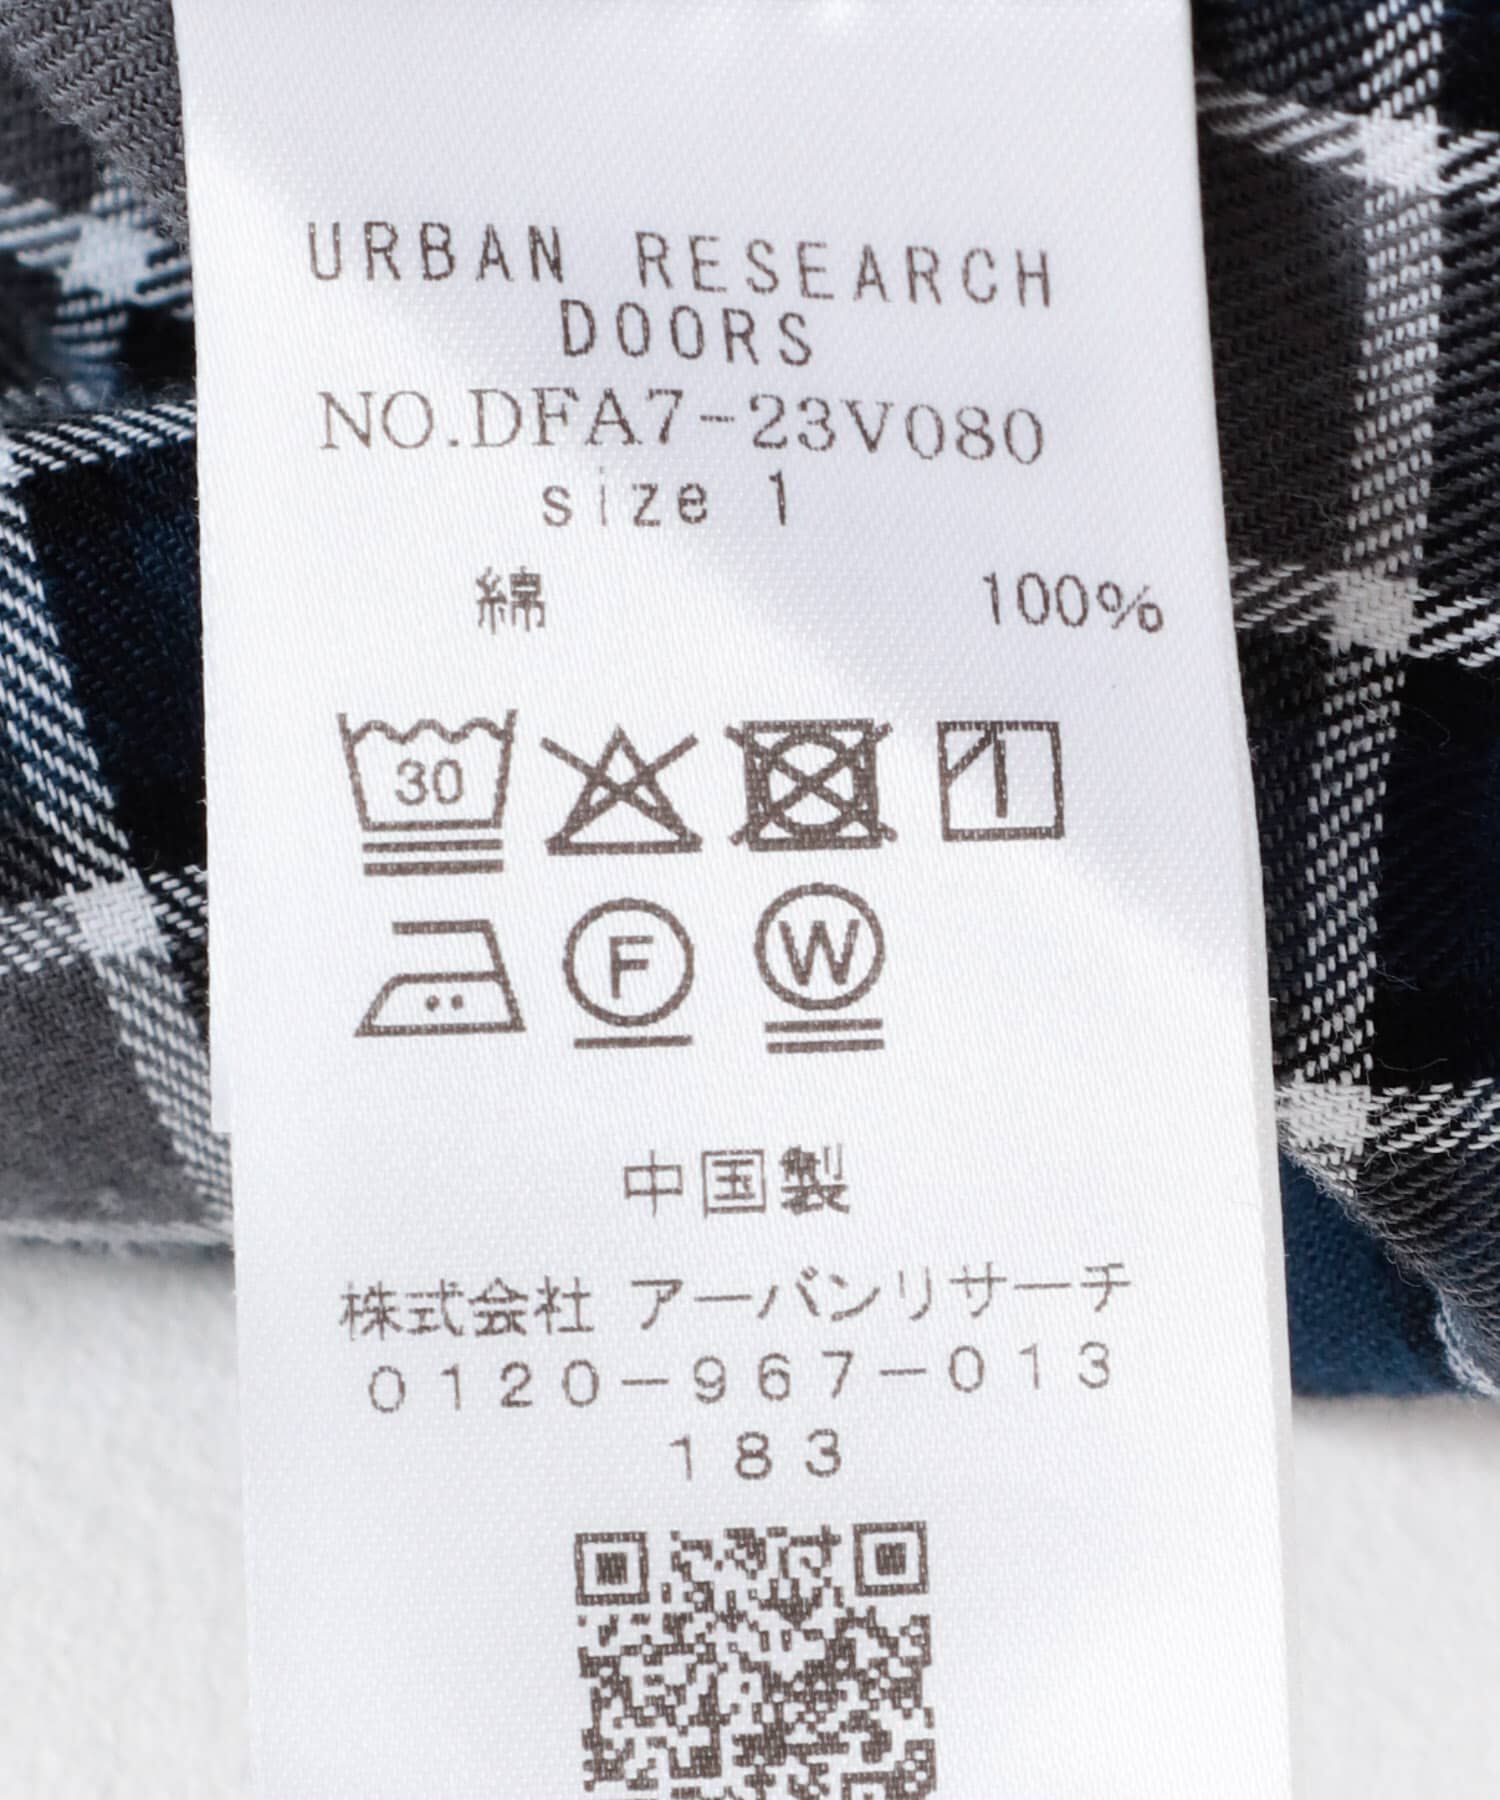 URBAN RESEARCH
DOORS
NO.DFA7-23V080
size 1
綿 100%
30
F W
中国製
株式会社 アーバンリサーチ
0120-967-013
183